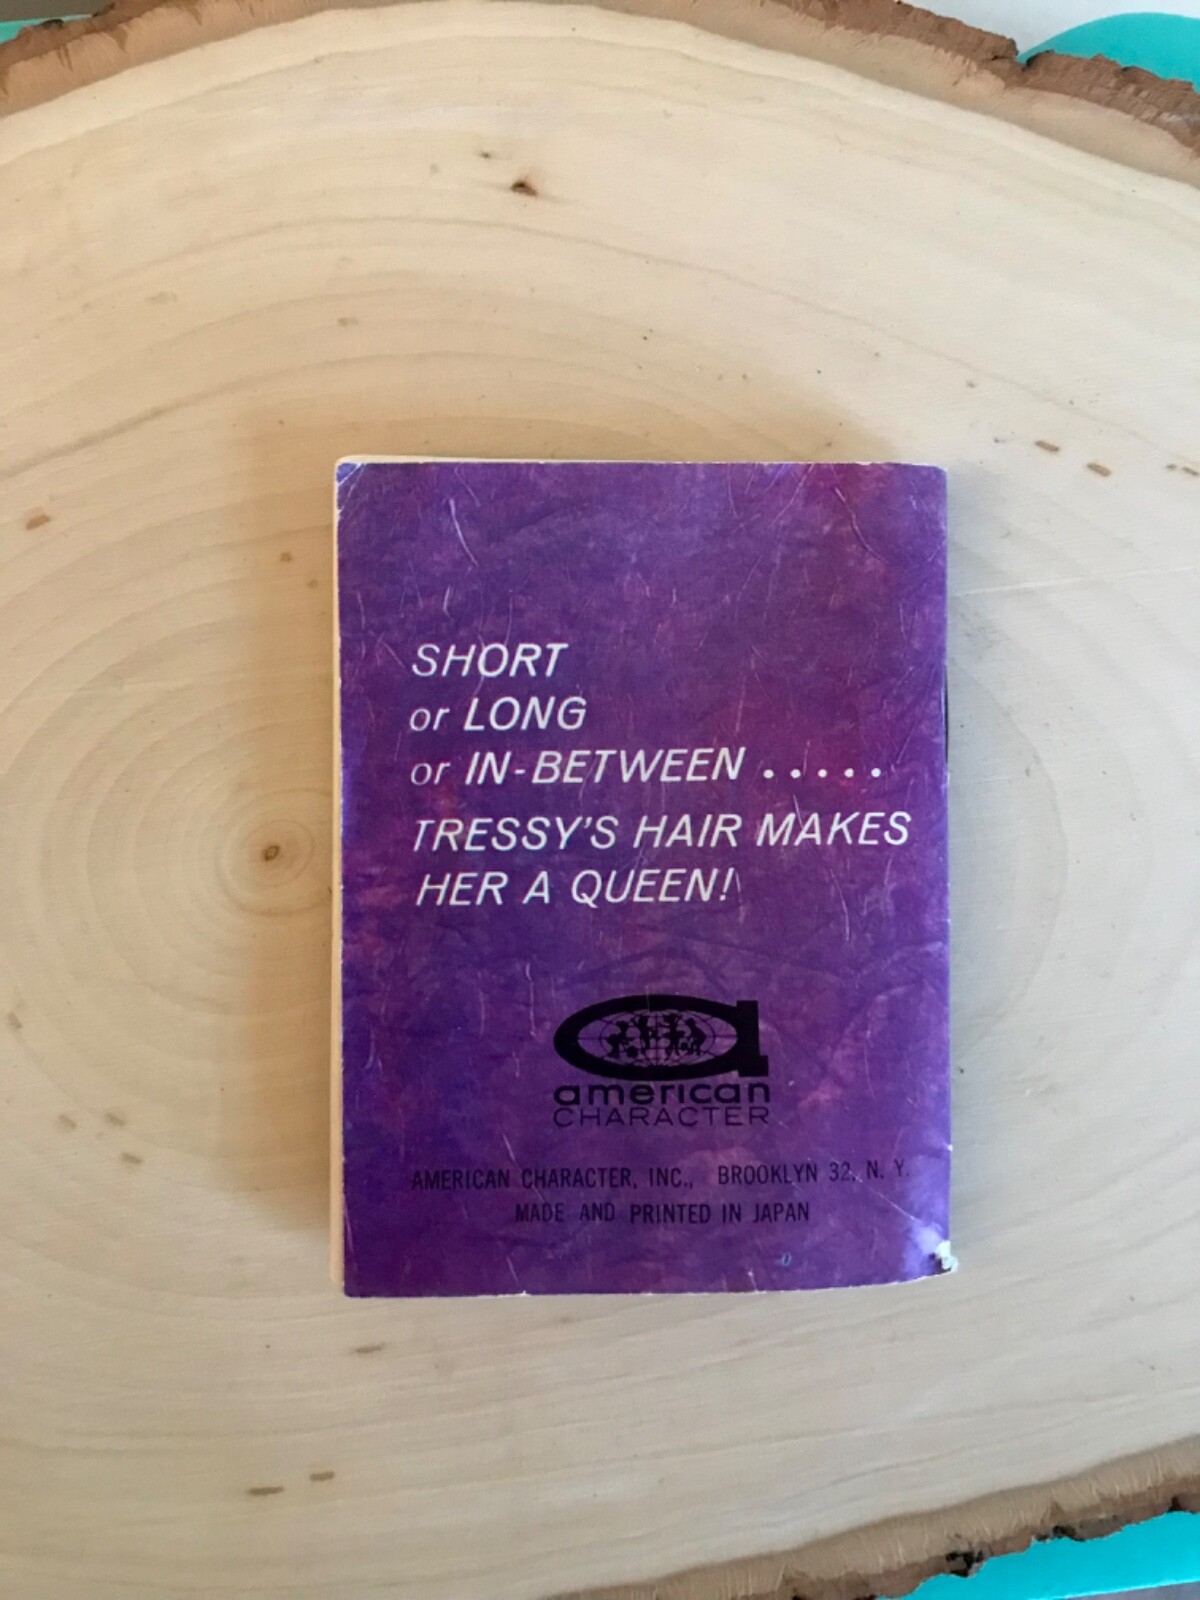 SHORT
or LONG
or IN-BETWEEN .....
TRESSY'S HAIR MAKES
HER A QUEEN!
a
american
CHARACTER
AMERICAN CHARACTER, INC., BROOKLYN 32, N. Y.
MADE AND PRINTED IN JAPAN